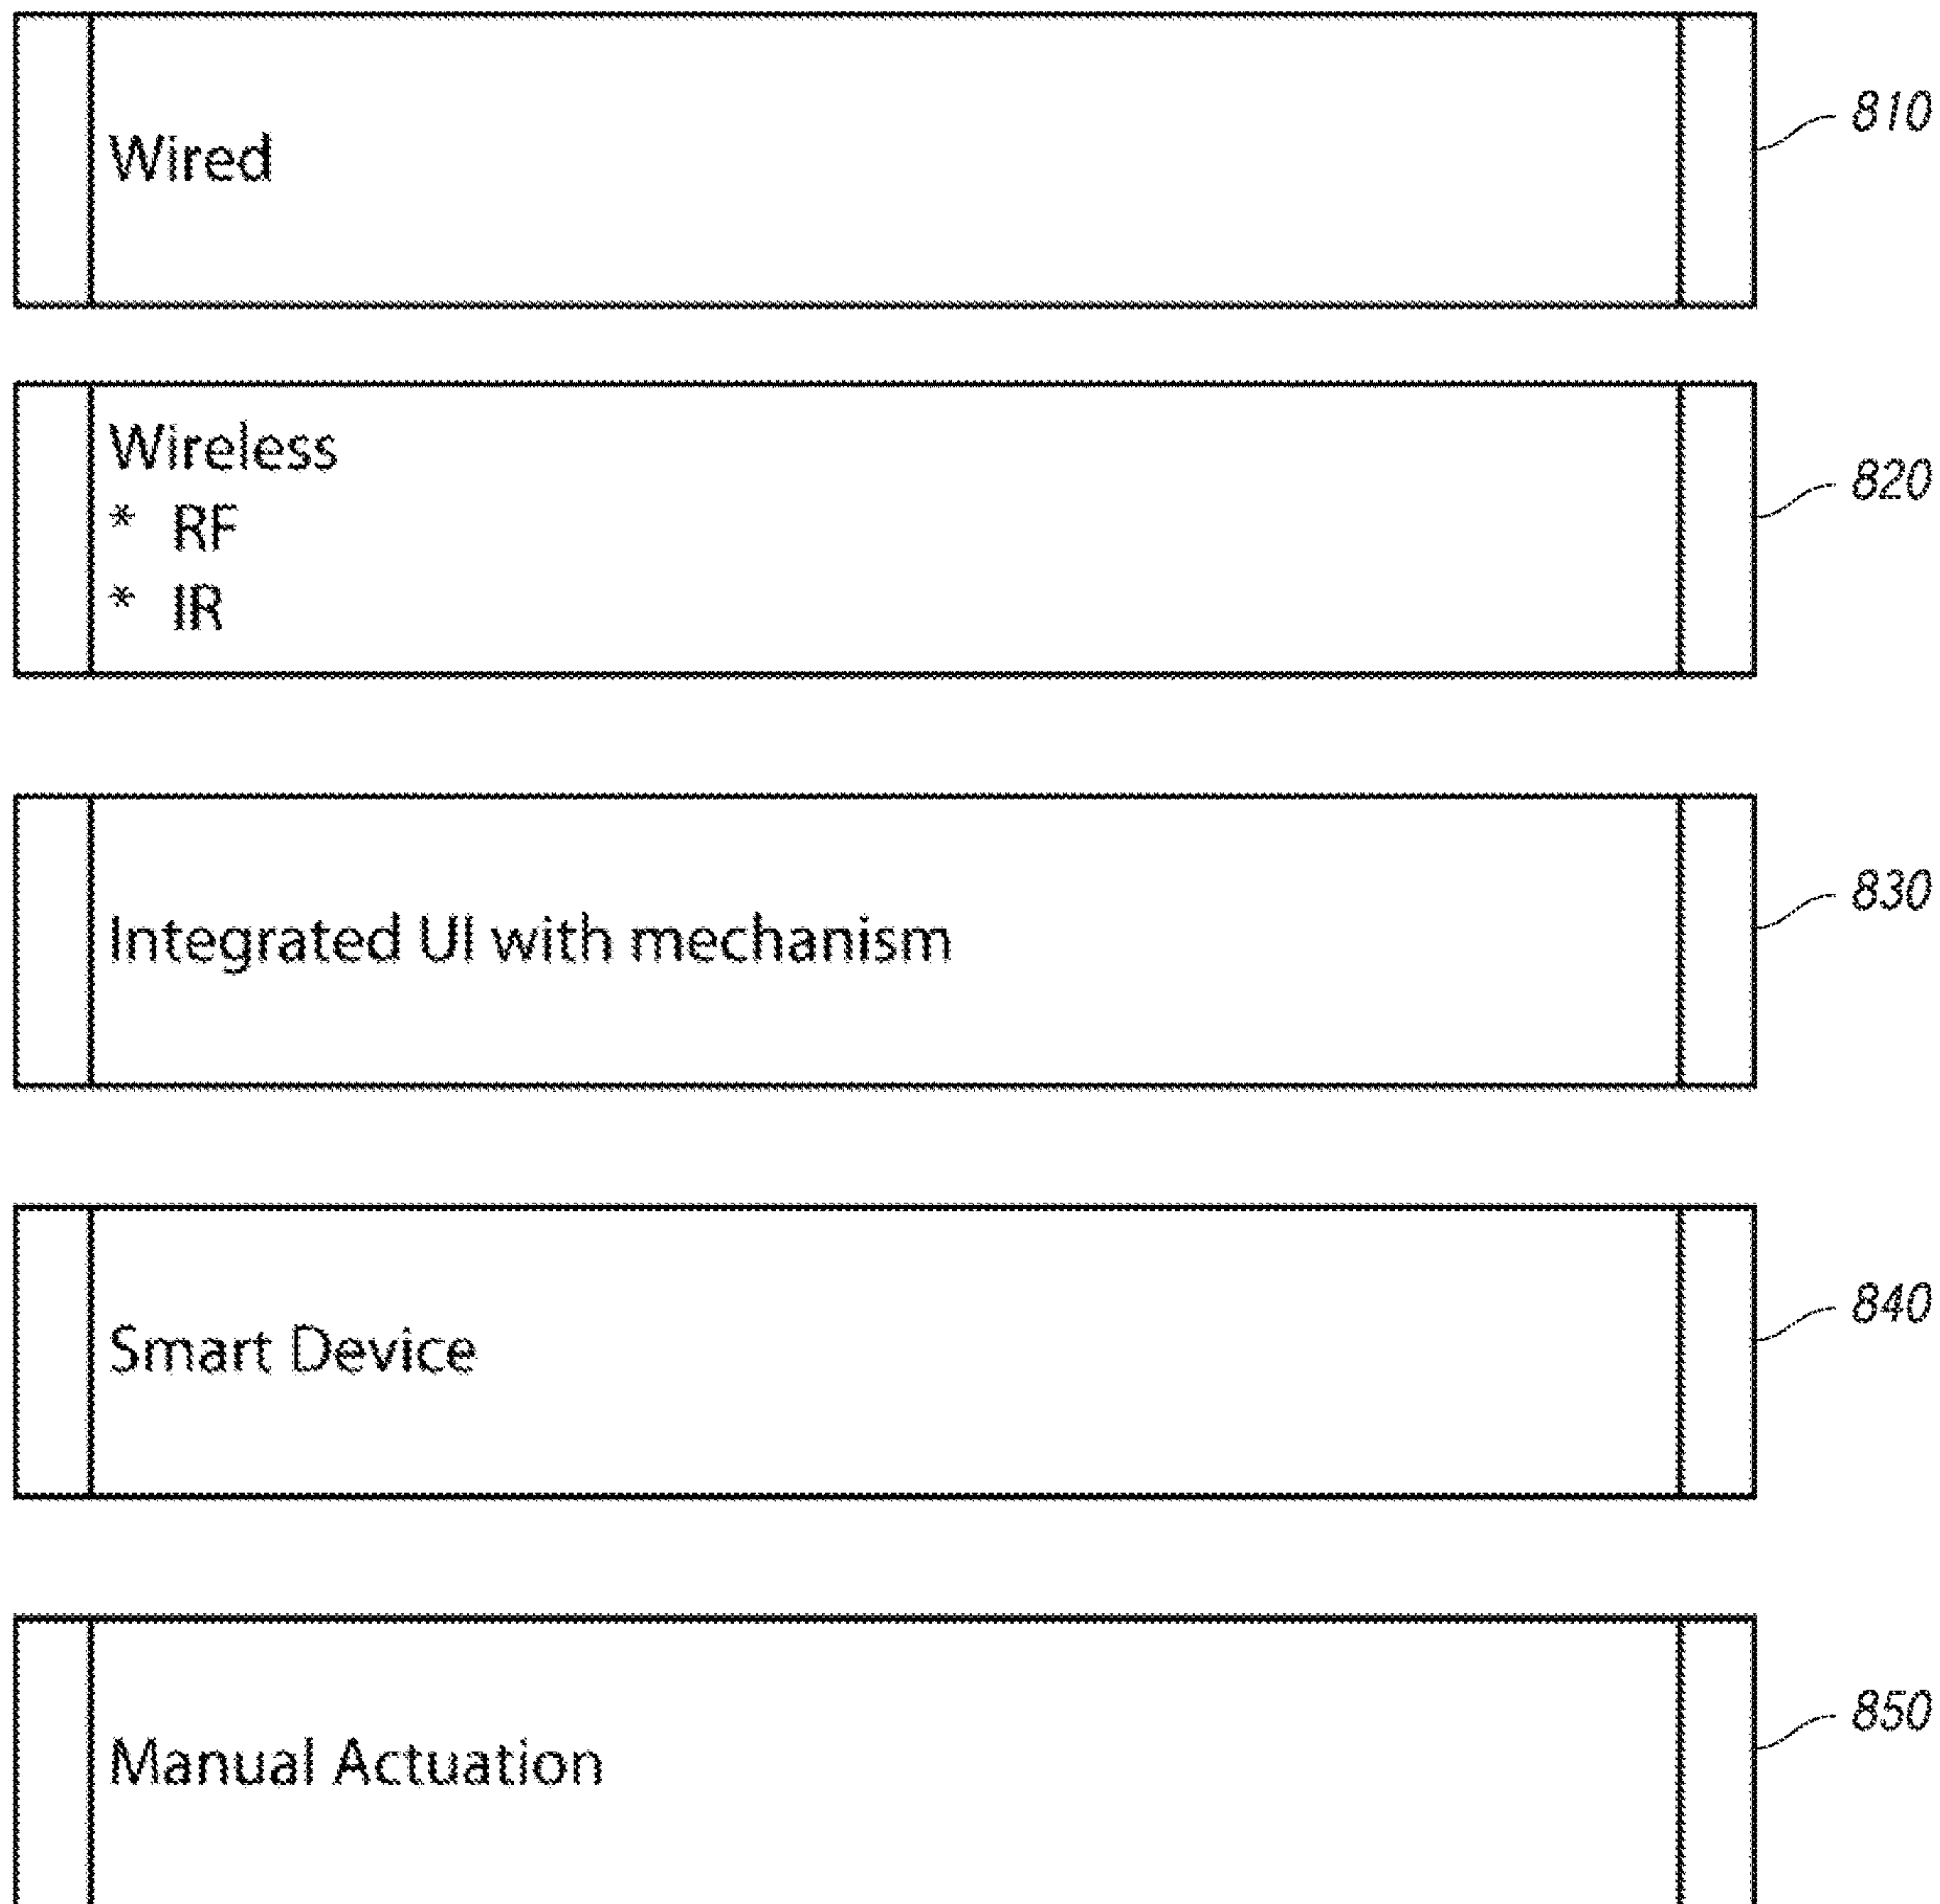 Wired
810
Wireless
* RF
* IR
820
Integrated UI with mechanism
830
Smart Device
840
Manual Actuation
850